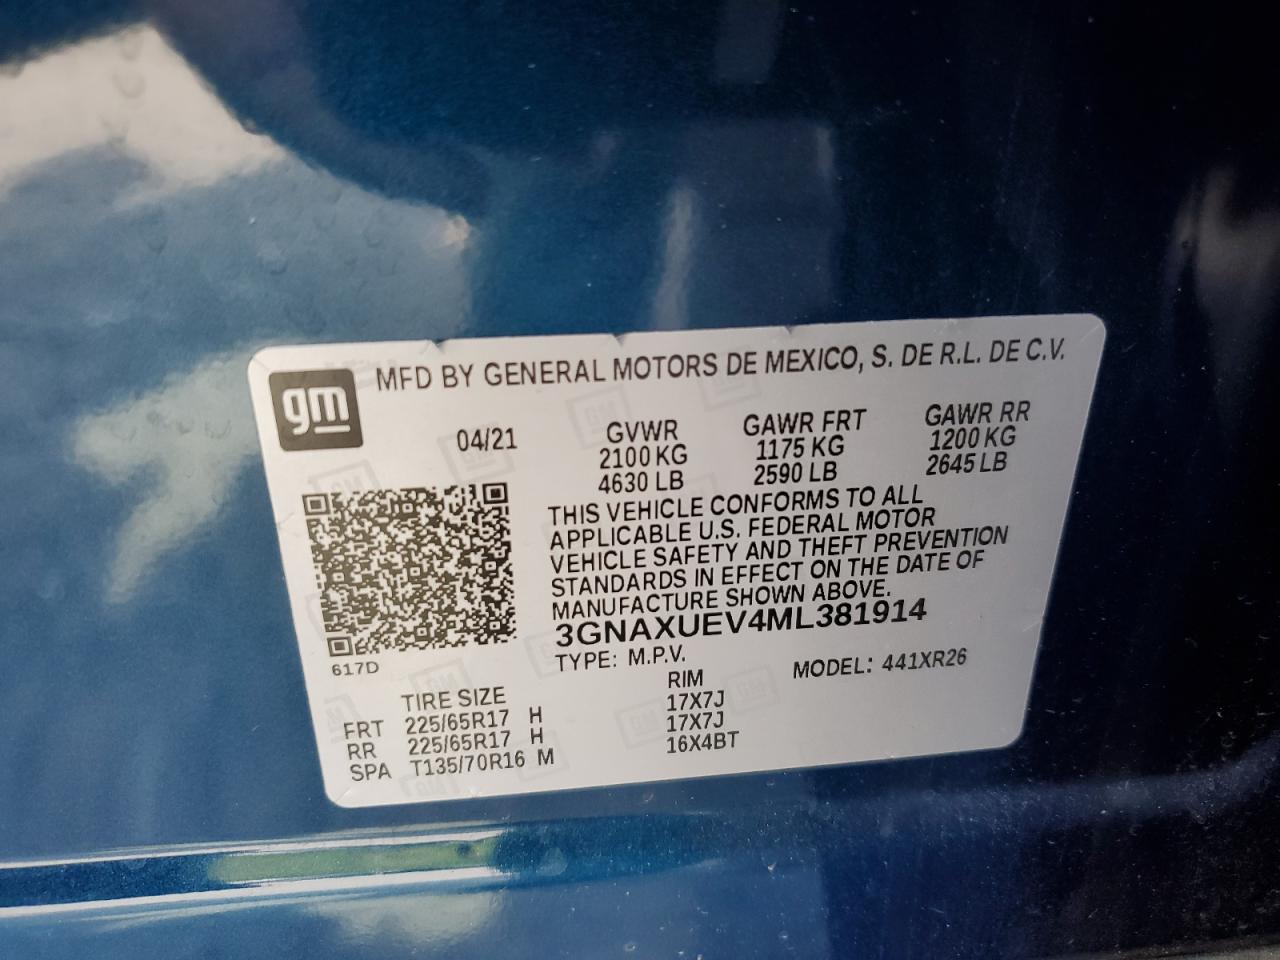 gm MFD BY GENERAL MOTORS DE MEXICO, S. DE R.L. DE C.V.
04/21
GVWR
2100 KG
4630 LB
GAWR FRT
1175 KG
2590 LB
GAWR RR
1200 KG
2645 LB
THIS VEHICLE CONFORMS TO ALL
APPLICABLE U.S. FEDERAL MOTOR
VEHICLE SAFETY AND THEFT PREVENTION
STANDARDS IN EFFECT ON THE DATE OF
MANUFACTURE SHOWN ABOVE.
3GNAXUEV4ML381914
TYPE: M.P.V.
MODEL: 441XR26
617D
TIRE SIZE RIM
FRT 225/65R17 H 17X7J
RR 225/65R17 H 17X7J
SPA T135/70R16 M 16X4BT